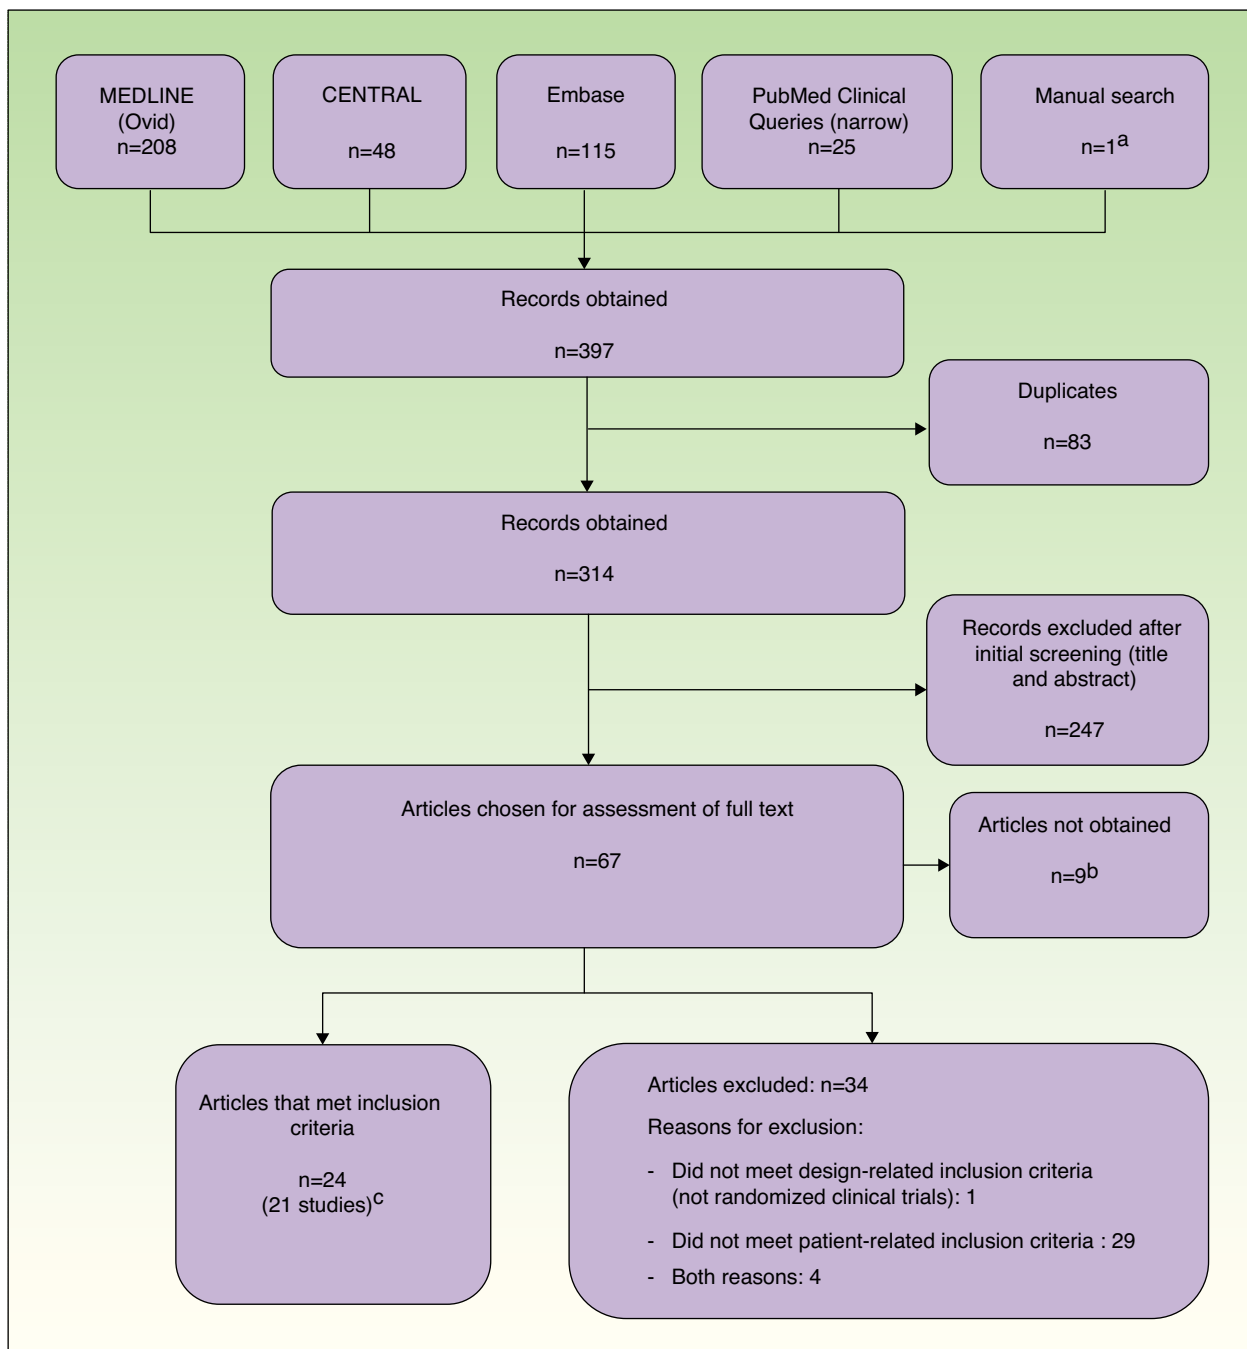 MEDLINE
(Ovid)
n=208
CENTRAL
n=48
Embase
n=115
PubMed Clinical
Queries (narrow)
n=25
Manual search
n=1a
Records obtained
n=397
Duplicates
n=83
Records obtained
n=314
Records excluded after
initial screening (title
and abstract)
n=247
Articles chosen for assessment of full text
n=67
Articles not obtained
n=9b
Articles that met inclusion
criteria
n=24
(21 studies)c
Articles excluded: n=34
Reasons for exclusion:
- Did not meet design-related inclusion criteria
(not randomized clinical trials): 1
- Did not meet patient-related inclusion criteria : 29
- Both reasons: 4